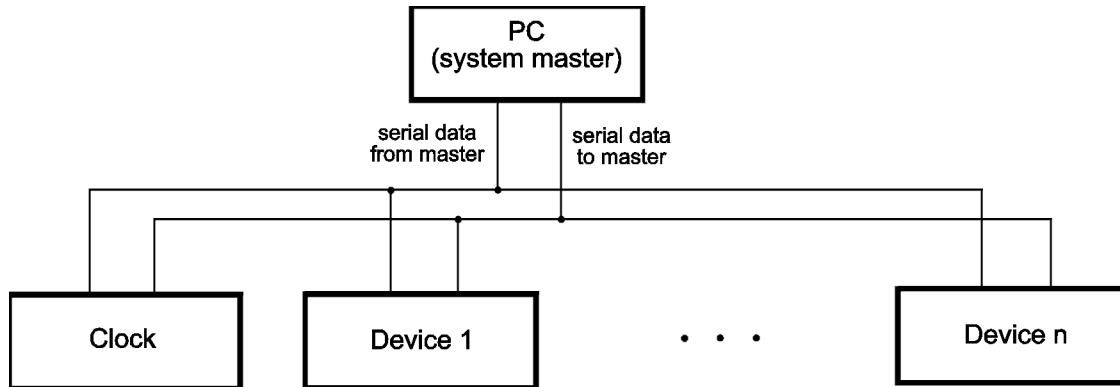 PC
(system master)
serial data
from master
serial data
to master
Clock
Device 1
. . .
Device n